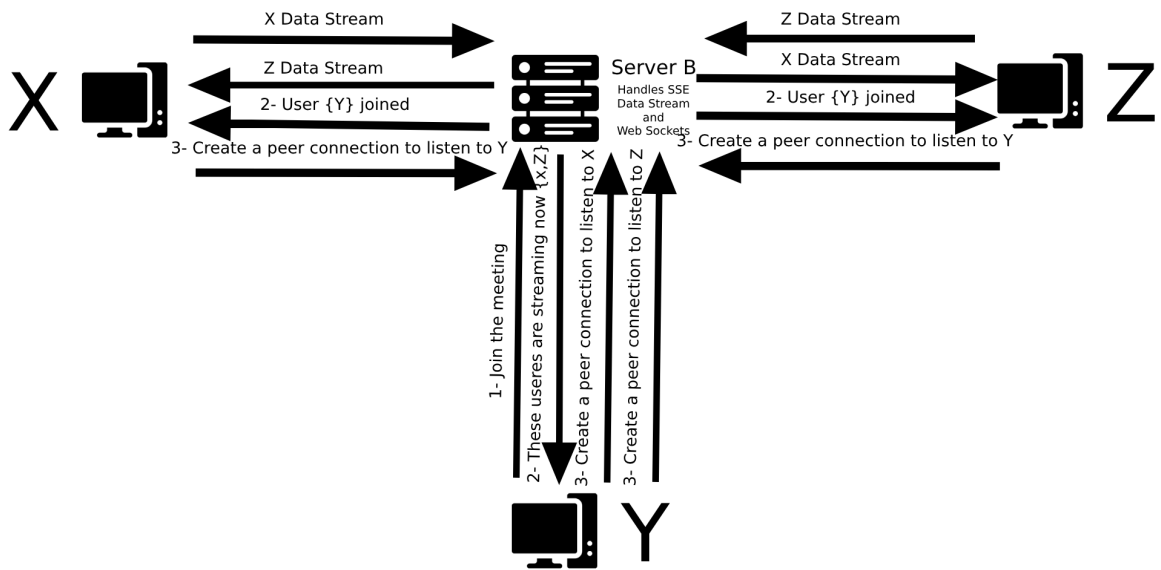 X Data Stream
Z Data Stream
2- User {Y} joined
3- Create a peer connection to listen to Y
X
Server B
Handles SSE
Data Stream
and
Web Sockets
Z Data Stream
X Data Stream
2- User {Y} joined
3- Create a peer connection to listen to Y
Z
1- Join the meeting
2- These useres are streaming now {x,Z}
3- Create a peer connection to listen to X
3- Create a peer connection to listen to Z
Y